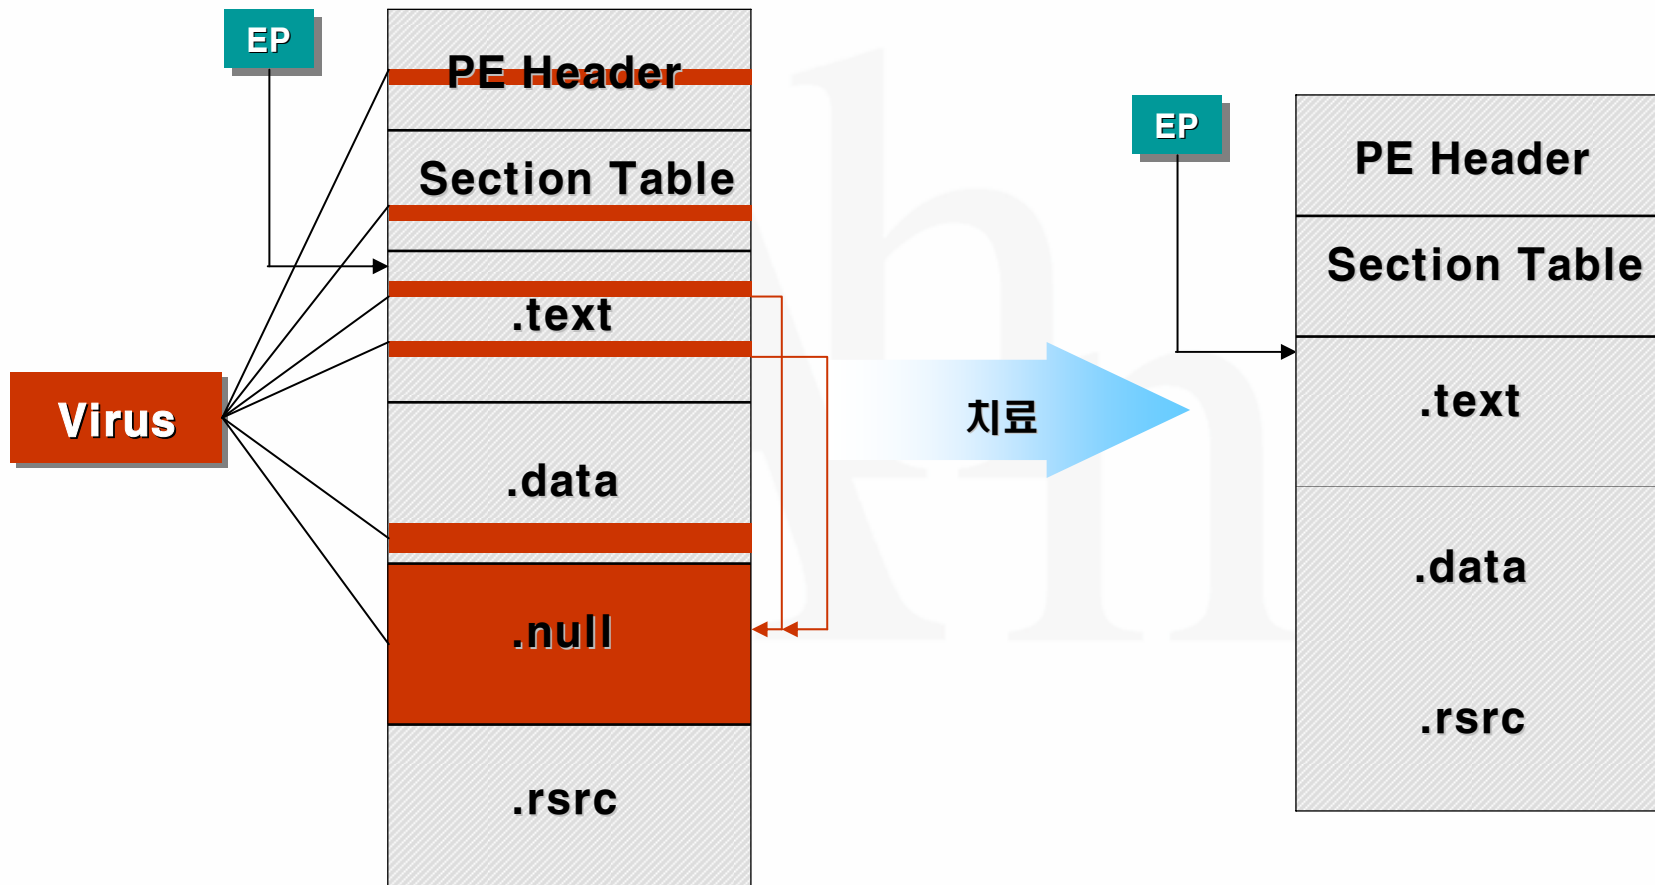 EP
PE Header
Section Table
.text
.data
.null
.rsrc
Virus
치료
EP
PE Header
Section Table
.text
.data
.rsrc